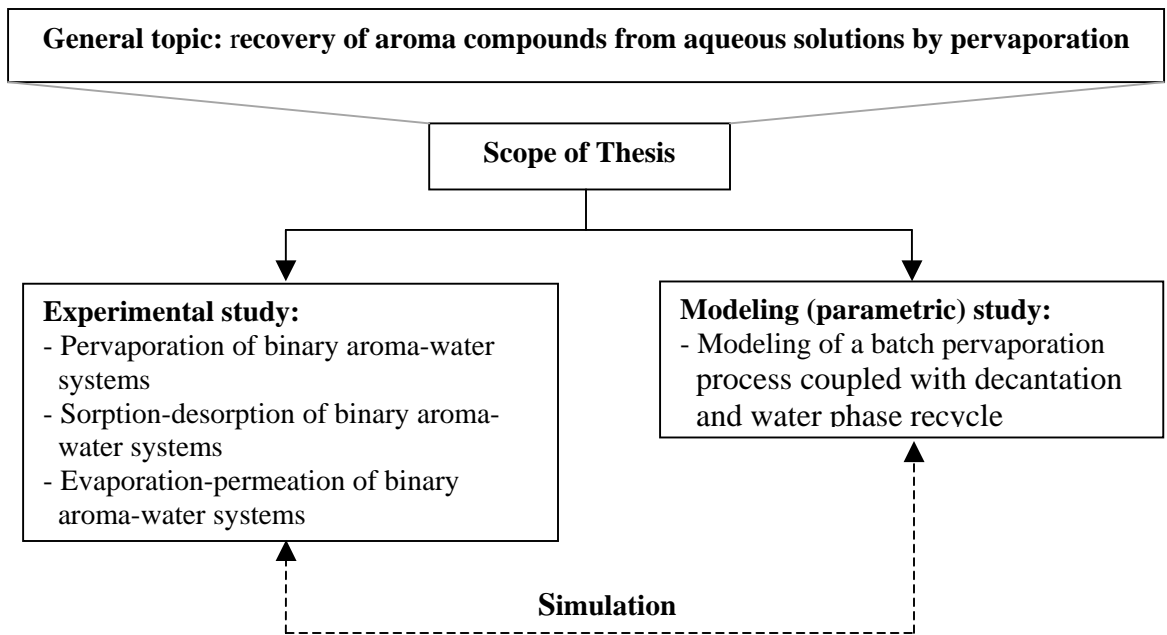 General topic: recovery of aroma compounds from aqueous solutions by pervaporation
Scope of Thesis
Experimental study:
- Pervaporation of binary aroma-water
systems
- Sorption-desorption of binary aroma-
water systems
- Evaporation-permeation of binary
aroma-water systems
Modeling (parametric) study:
- Modeling of a batch pervaporation
process coupled with decantation
and water phase recycle
Simulation